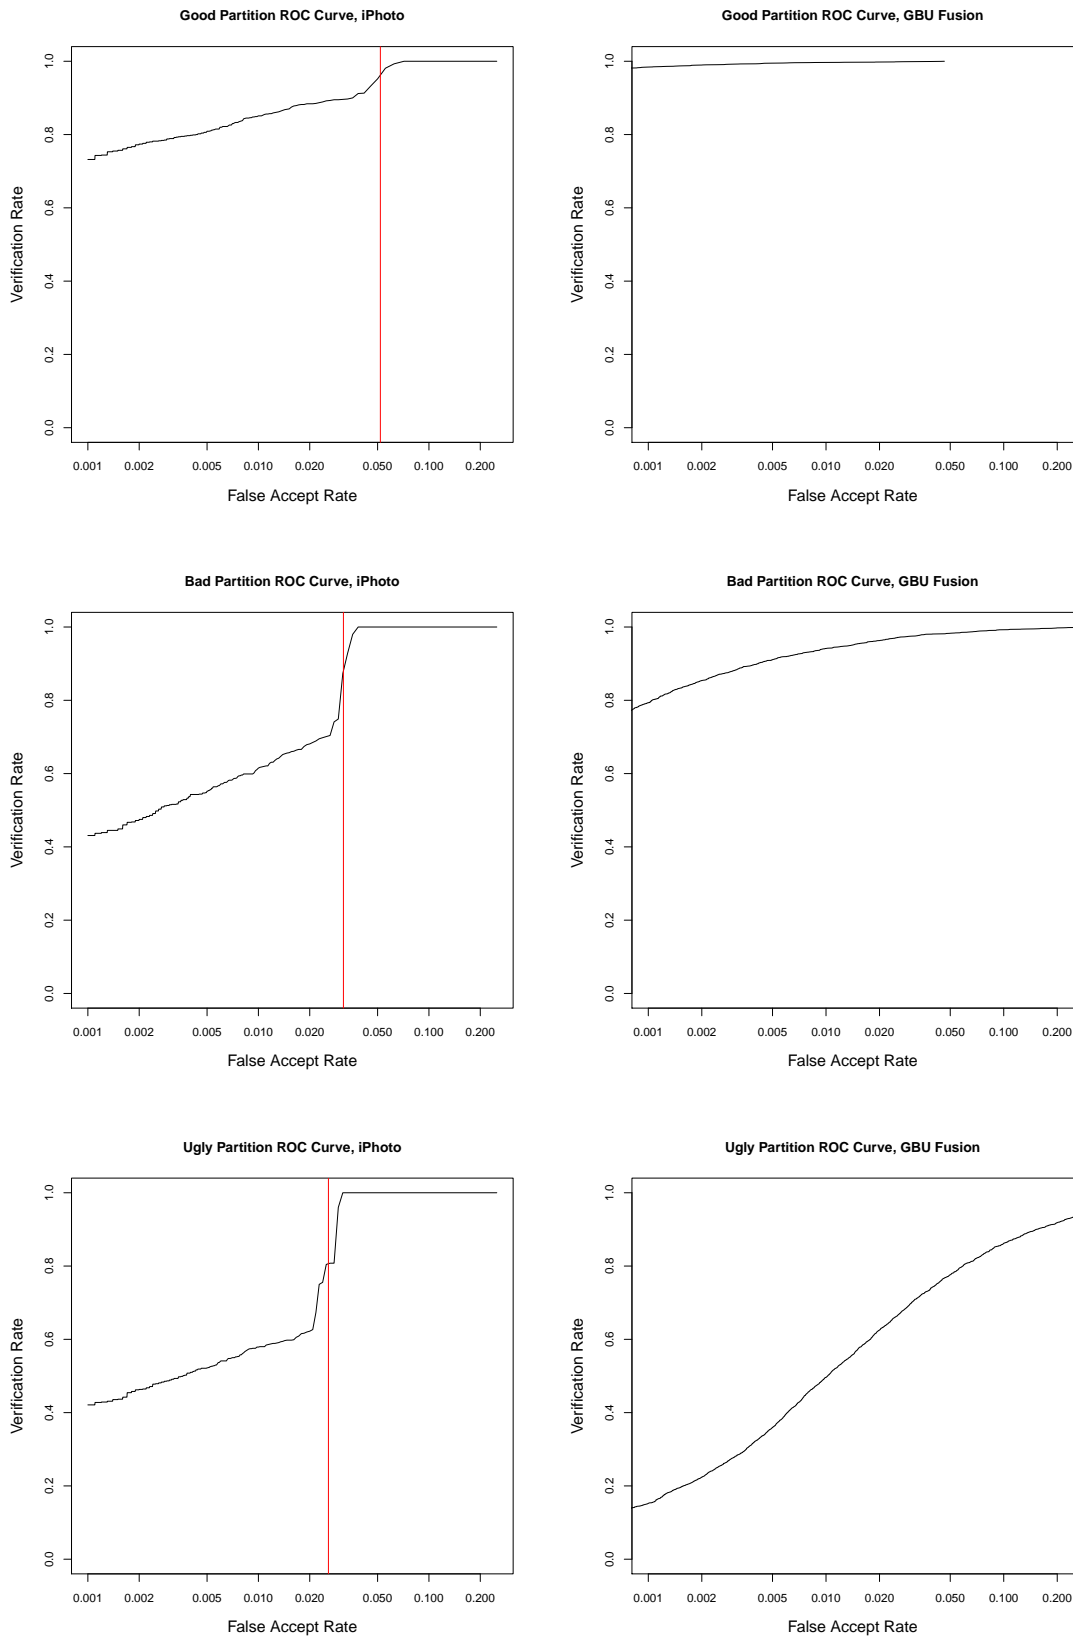 Good Partition ROC Curve, iPhoto
Verification Rate
0.0 0.2 0.4 0.6 0.8 1.0
0.001 0.002 0.005 0.010 0.020 0.050 0.100 0.200
False Accept Rate
Good Partition ROC Curve, GBU Fusion
Verification Rate
0.0 0.2 0.4 0.6 0.8 1.0
0.001 0.002 0.005 0.010 0.020 0.050 0.100 0.200
False Accept Rate
Bad Partition ROC Curve, iPhoto
Verification Rate
0.0 0.2 0.4 0.6 0.8 1.0
0.001 0.002 0.005 0.010 0.020 0.050 0.100 0.200
False Accept Rate
Bad Partition ROC Curve, GBU Fusion
Verification Rate
0.0 0.2 0.4 0.6 0.8 1.0
0.001 0.002 0.005 0.010 0.020 0.050 0.100 0.200
False Accept Rate
Ugly Partition ROC Curve, iPhoto
Verification Rate
0.0 0.2 0.4 0.6 0.8 1.0
0.001 0.002 0.005 0.010 0.020 0.050 0.100 0.200
False Accept Rate
Ugly Partition ROC Curve, GBU Fusion
Verification Rate
0.0 0.2 0.4 0.6 0.8 1.0
0.001 0.002 0.005 0.010 0.020 0.050 0.100 0.200
False Accept Rate